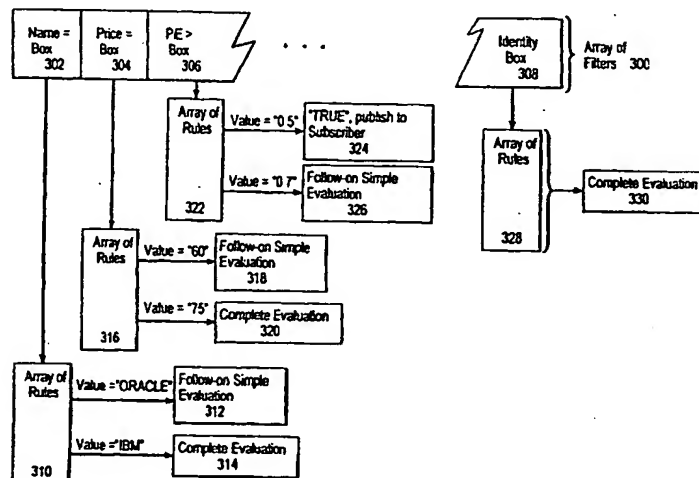 Name =
Box
302
Price =
Box
304
PE >
Box
306
. . .
Identity
Box
308
Array of
Filters 300
Array of
Rules
322
Value = "0 5"
"TRUE", publish to
Subscriber
324
Value = "0 7"
Follow-on Simple
Evaluation
326
Array of
Rules
328
Complete Evaluation
330
Array of
Rules
316
Value = "60"
Follow-on Simple
Evaluation
318
Value = "75"
Complete Evaluation
320
Array of
Rules
310
Value ="ORACLE"
Follow-on Simple
Evaluation
312
Value ="IBM"
Complete Evaluation
314